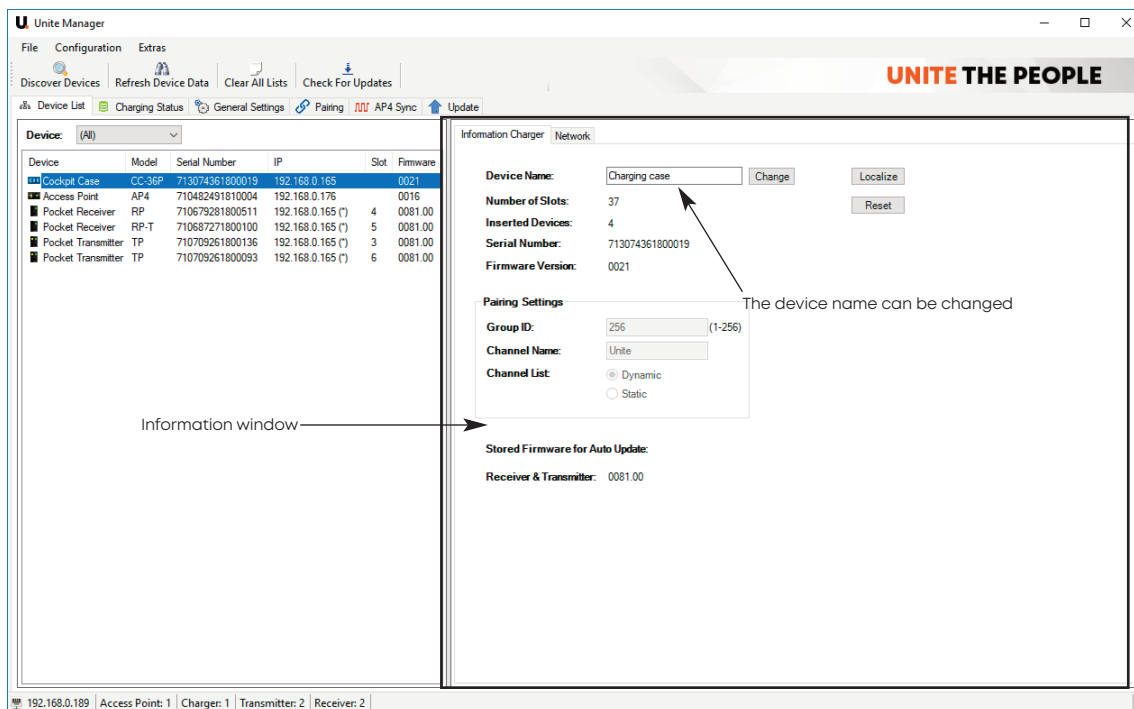 Unite Manager
File Configuration Extras
Discover Devices Refresh Device Data Clear All Lists Check For Updates
UNITE THE PEOPLE
Device List Charging Status General Settings Pairing AP4 Sync Update
Device: (All)
Device Model Serial Number IP Slot Firmware
Cockpit Case CC-36P 713074361800019 192.168.0.165 0021
Access Point AP4 710482491810004 192.168.0.176 0016
Pocket Receiver RP 710679281800511 192.168.0.165 (*) 4 0081.00
Pocket Receiver RP-T 710687271800100 192.168.0.165 (*) 5 0081.00
Pocket Transmitter TP 710709261800136 192.168.0.165 (*) 3 0081.00
Pocket Transmitter TP 710709261800093 192.168.0.165 (*) 6 0081.00
Information Charger Network
Device Name: Charging case Change Localize
Number of Slots: 37 Reset
Inserted Devices: 4
Serial Number: 713074361800019
Firmware Version: 0021
The device name can be changed
Pairing Settings
Group ID: 256 (1-256)
Channel Name: Unite
Channel List: Dynamic
Static
Information window
Stored Firmware for Auto Update:
Receiver & Transmitter: 0081.00
192.168.0.189 Access Point: 1 Charger: 1 Transmitter: 2 Receiver: 2